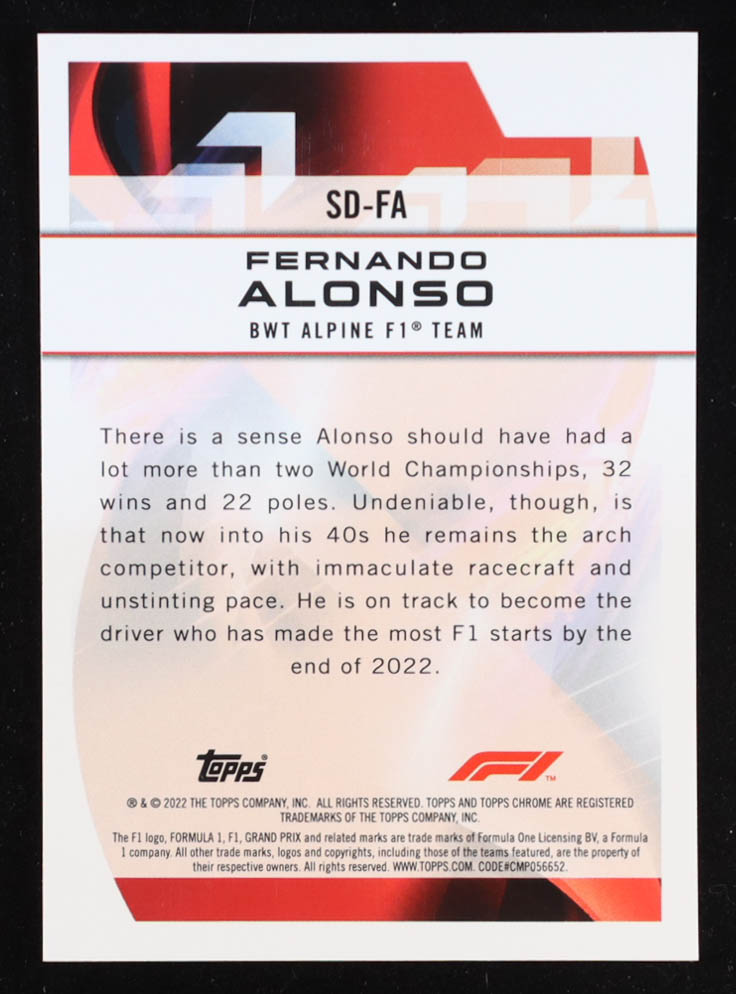 SD-FA
FERNANDO
ALONSO
BWT ALPINE F1® TEAM
There is a sense Alonso should have had a
lot more than two World Championships, 32
wins and 22 poles. Undeniable, though, is
that now into his 40s he remains the arch
competitor, with immaculate racecraft and
unstinting pace. He is on track to become the
driver who has made the most F1 starts by the
end of 2022.
Topps® F1™
® & © 2022 THE TOPPS COMPANY, INC. ALL RIGHTS RESERVED. TOPPS AND TOPPS CHROME ARE REGISTERED
TRADEMARKS OF THE TOPPS COMPANY, INC.
The F1 logo, FORMULA 1, F1, GRAND PRIX and related marks are trade marks of Formula One Licensing BV, a Formula
1 company. All other trade marks, logos and copyrights, including those of the teams featured, are the property of
their respective owners. All rights reserved. WWW.TOPPS.COM. CODE#CMP056652.